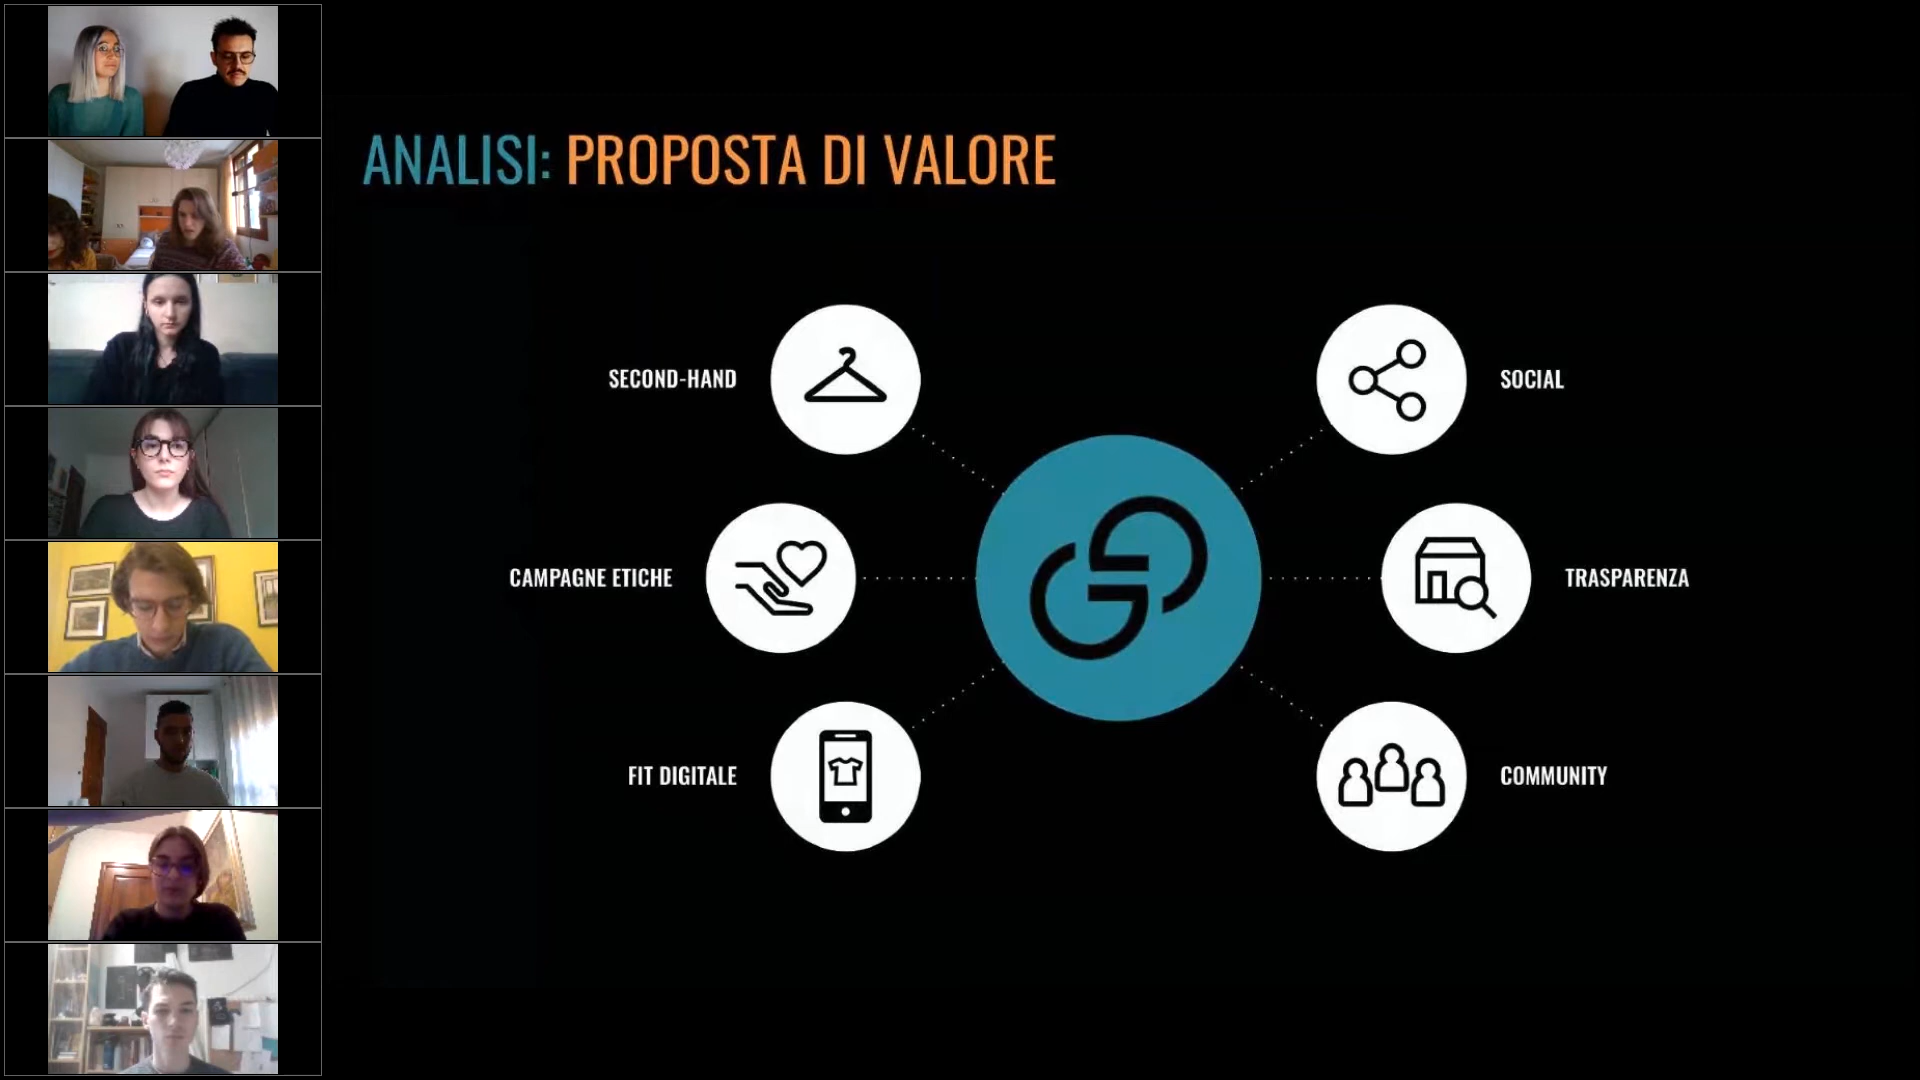 ANALISI: PROPOSTA DI VALORE
SECOND-HAND
SOCIAL
CAMPAGNE ETICHE
TRASPARENZA
FIT DIGITALE
COMMUNITY